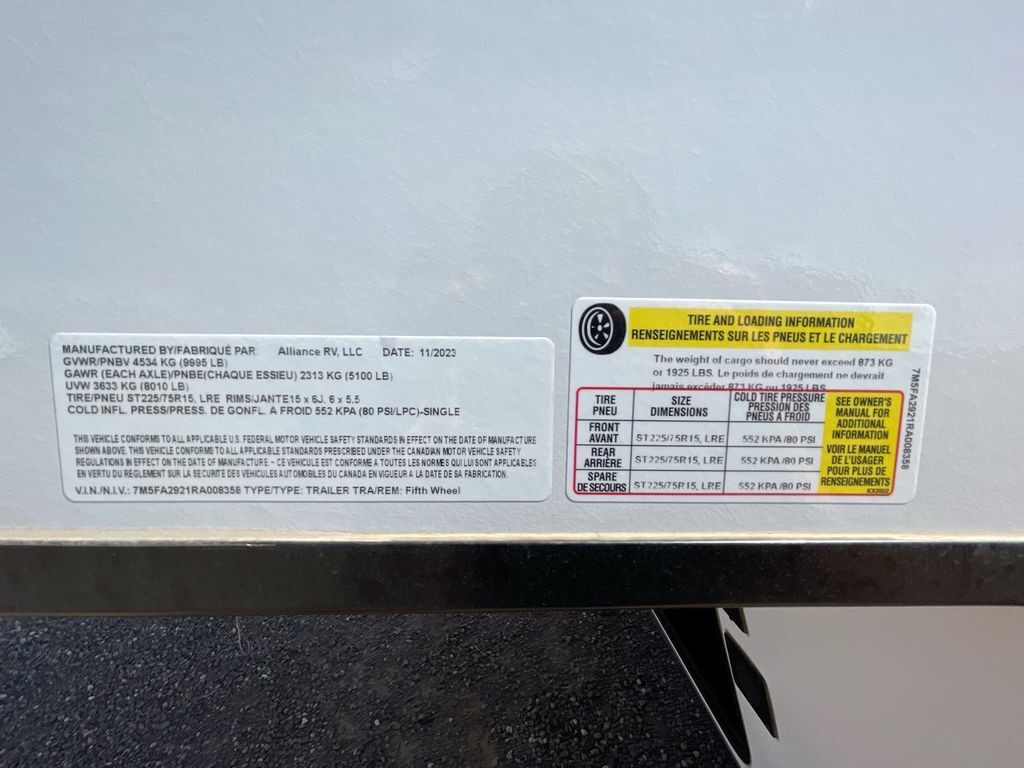 MANUFACTURED BY/FABRIQUÉ PAR: Alliance RV, LLC DATE: 11/2023
GVWR/PNBV 4534 KG (9995 LB)
GAWR (EACH AXLE)/PNBE(CHAQUE ESSIEU) 2313 KG (5100 LB)
UVW 3633 KG (8010 LB)
TIRE/PNEU ST225/75R15, LRE RIMS/JANTE15 x 6J, 6 x 5.5
COLD INFL. PRESS/PRESS. DE GONFL. A FROID 552 KPA (80 PSI/LPC)-SINGLE
THIS VEHICLE CONFORMS TO ALL APPLICABLE U.S. FEDERAL MOTOR VEHICLE SAFETY STANDARDS IN EFFECT ON THE DATE OF MANUFACTURE
SHOWN ABOVE. THIS VEHICLE CONFORMS TO ALL APPLICABLE STANDARDS PRESCRIBED UNDER THE CANADIAN MOTOR VEHICLE SAFETY
REGULATIONS IN EFFECT ON THE DATE OF MANUFACTURE - CE VEHICULE EST CONFORME A TOUTES LES NORMES QUI LUI SONT APPLICABLES
EN VERTU DU REGLEMENT SUR LA SECURITE DES VEHICULES AUTOMOBILES DU CANADA EN VIGUEUR A LA DATE DE SA FABRICATION.
V.I.N./N.I.V.: 7M5FA2921RA008358 TYPE/TYPE: TRAILER TRA/REM: Fifth Wheel
TIRE AND LOADING INFORMATION
RENSEIGNEMENTS SUR LES PNEUS ET LE CHARGEMENT
The weight of cargo should never exceed 873 KG
or 1925 LBS. Le poids de chargement ne devrait
jamais excéder 873 KG ou 1925 LBS
TIRE
PNEU
SIZE
DIMENSIONS
COLD TIRE PRESSURE
PRESSION DES
PNEUS A FROID
FRONT
AVANT
ST225/75R15, LRE
552 KPA /80 PSI
REAR
ARRIÈRE
ST225/75R15, LRE
552 KPA /80 PSI
SPARE
DE SECOURS
ST225/75R15, LRE
552 KPA /80 PSI
SEE OWNER'S
MANUAL FOR
ADDITIONAL
INFORMATION
VOIR LE MANUEL
DE L'USAGER
POUR PLUS DE
RENSEIGNEMENTS
7M5FA2921RA008358